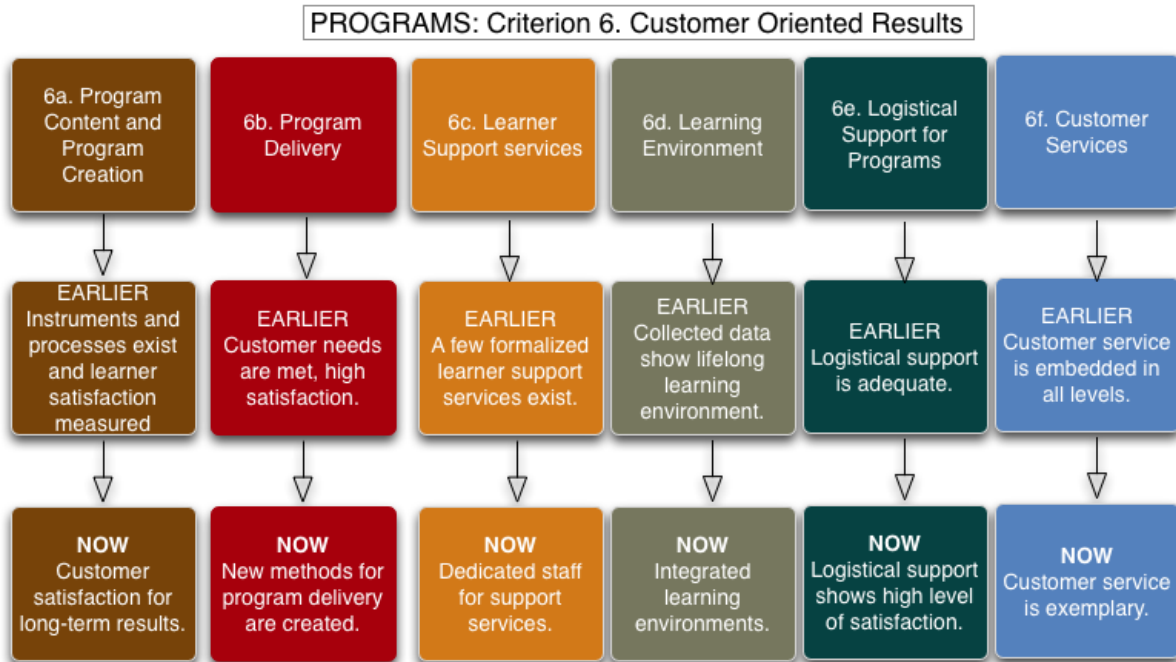 PROGRAMS: Criterion 6. Customer Oriented Results
6a. Program
Content and
Program
Creation
6b. Program
Delivery
6c. Learner
Support services
6d. Learning
Environment
6e. Logistical
Support for
Programs
6f. Customer
Services
EARLIER
Instruments and
processes exist
and learner
satisfaction
measured
EARLIER
Customer needs
are met, high
satisfaction.
EARLIER
A few formalized
learner support
services exist.
EARLIER
Collected data
show lifelong
learning
environment.
EARLIER
Logistical support
is adequate.
EARLIER
Customer service
is embedded in
all levels.
NOW
Customer
satisfaction for
long-term results.
NOW
New methods for
program delivery
are created.
NOW
Dedicated staff
for support
services.
NOW
Integrated
learning
environments.
NOW
Logistical support
shows high level
of satisfaction.
NOW
Customer service
is exemplary.